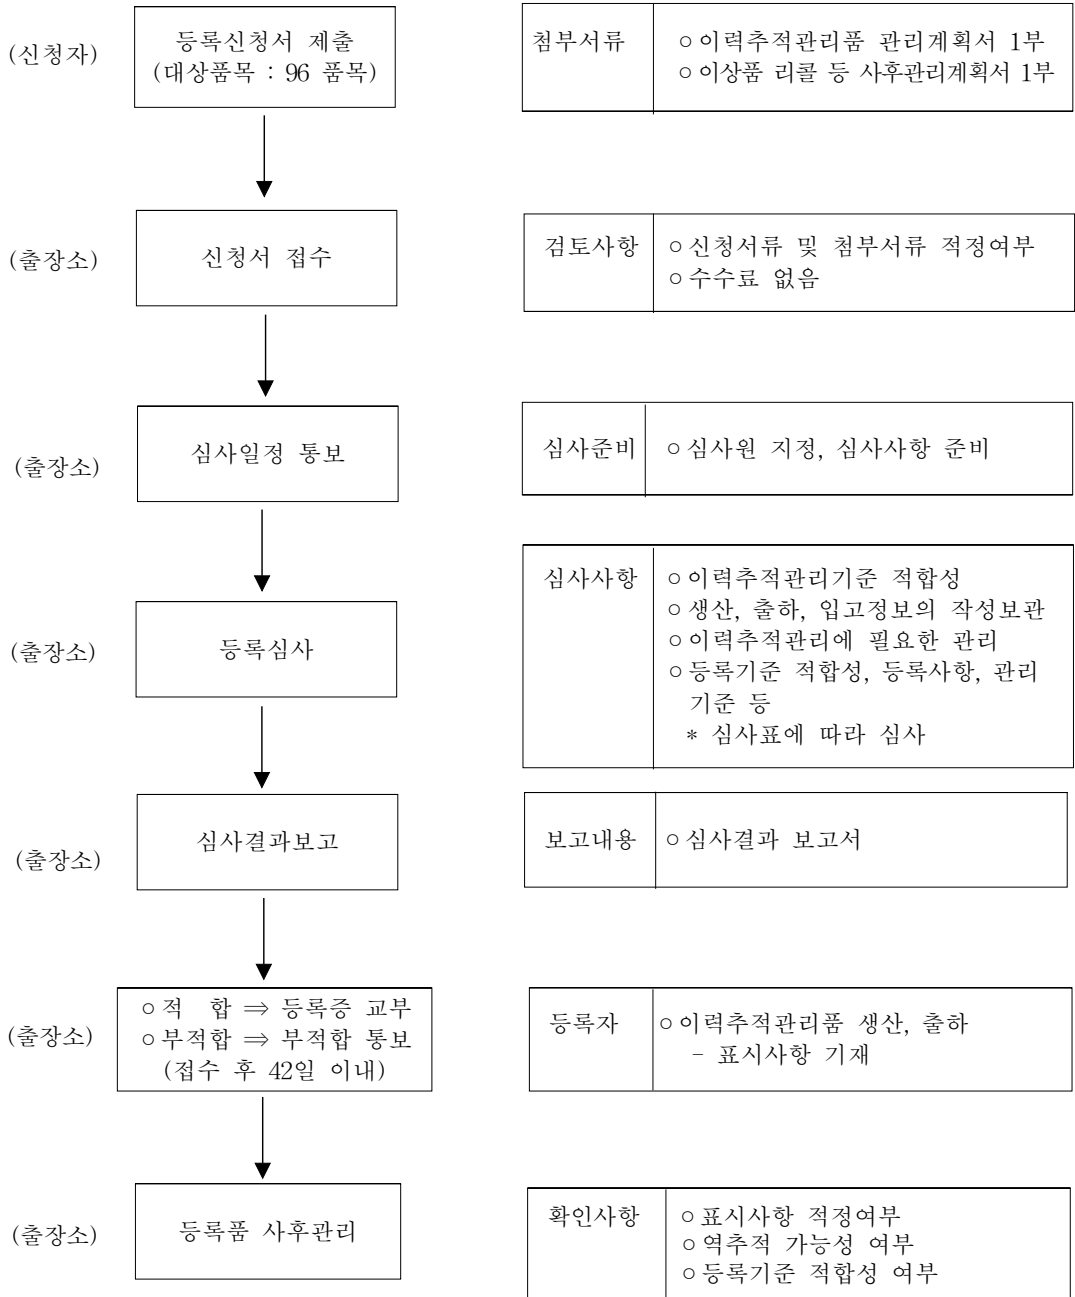 (신청자)
등록신청서 제출
(대상품목 : 96 품목)
첨부서류
○이력추적관리품 관리계획서 1부
○이상품 리콜 등 사후관리계획서 1부
(출장소)
신청서 접수
검토사항
○신청서류 및 첨부서류 적정여부
○수수료 없음
(출장소)
심사일정 통보
심사준비
○심사원 지정, 심사사항 준비
(출장소)
등록심사
심사사항
○이력추적관리기준 적합성
○생산, 출하, 입고정보의 작성보관
○이력추적관리에 필요한 관리
○등록기준 적합성, 등록사항, 관리
기준 등
* 심사표에 따라 심사
(출장소)
심사결과보고
보고내용
○심사결과 보고서
(출장소)
○적 합 ⇒ 등록증 교부
○부적합 ⇒ 부적합 통보
(접수 후 42일 이내)
등록자
○이력추적관리품 생산, 출하
- 표시사항 기재
(출장소)
등록품 사후관리
확인사항
○표시사항 적정여부
○역추적 가능성 여부
○등록기준 적합성 여부